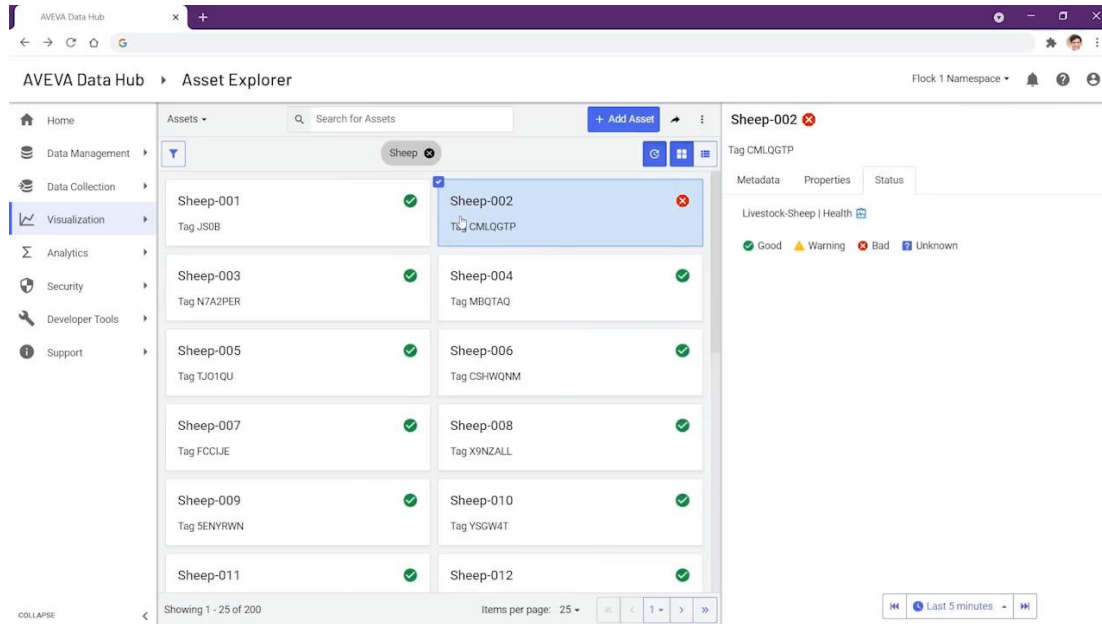 AVEVA Data Hub
AVEVA Data Hub Asset Explorer
Flock 1 Namespace
Home
Data Management
Data Collection
Visualization
Analytics
Security
Developer Tools
Support
COLLAPSE
Assets
Search for Assets
+ Add Asset
Sheep
Sheep-001
Tag JS0B
Sheep-002
Tag CMLQGTP
Sheep-003
Tag N7A2PER
Sheep-004
Tag MBQTAQ
Sheep-005
Tag TJO1QU
Sheep-006
Tag CSHWQNM
Sheep-007
Tag FCCIJE
Sheep-008
Tag X9NZALL
Sheep-009
Tag 5ENYRWN
Sheep-010
Tag YSGW4T
Sheep-011
Sheep-012
Showing 1 - 25 of 200
Items per page: 25
1
Sheep-002
Tag CMLQGTP
Metadata Properties Status
Livestock-Sheep | Health
Good Warning Bad Unknown
Last 5 minutes